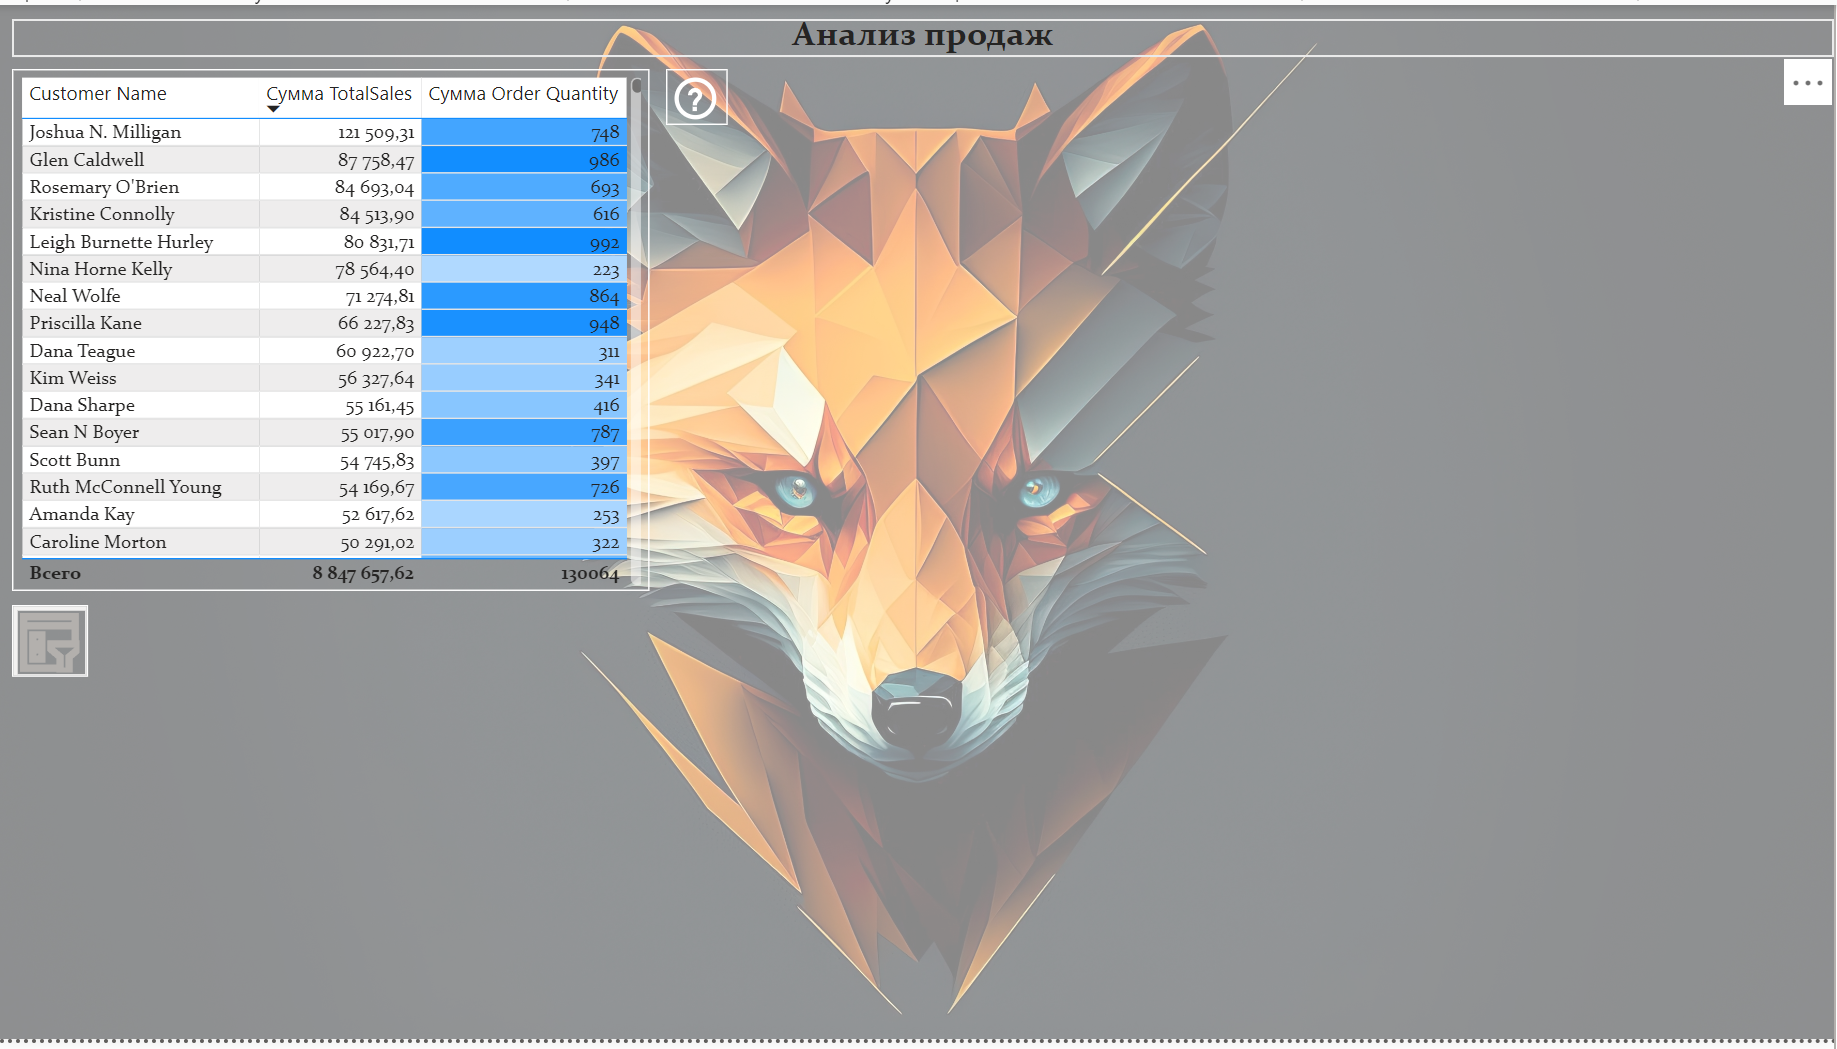 Анализ продаж
Customer Name Сумма TotalSales Сумма Order Quantity
Joshua N. Milligan 121 509,31 748
Glen Caldwell 87 758,47 986
Rosemary O'Brien 84 693,04 693
Kristine Connolly 84 513,90 616
Leigh Burnette Hurley 80 831,71 992
Nina Horne Kelly 78 564,40 223
Neal Wolfe 71 274,81 864
Priscilla Kane 66 227,83 948
Dana Teague 60 922,70 311
Kim Weiss 56 327,64 341
Dana Sharpe 55 161,45 416
Sean N Boyer 55 017,90 787
Scott Bunn 54 745,83 397
Ruth McConnell Young 54 169,67 726
Amanda Kay 52 617,62 253
Caroline Morton 50 291,02 322
Всего 8 847 657,62 130064